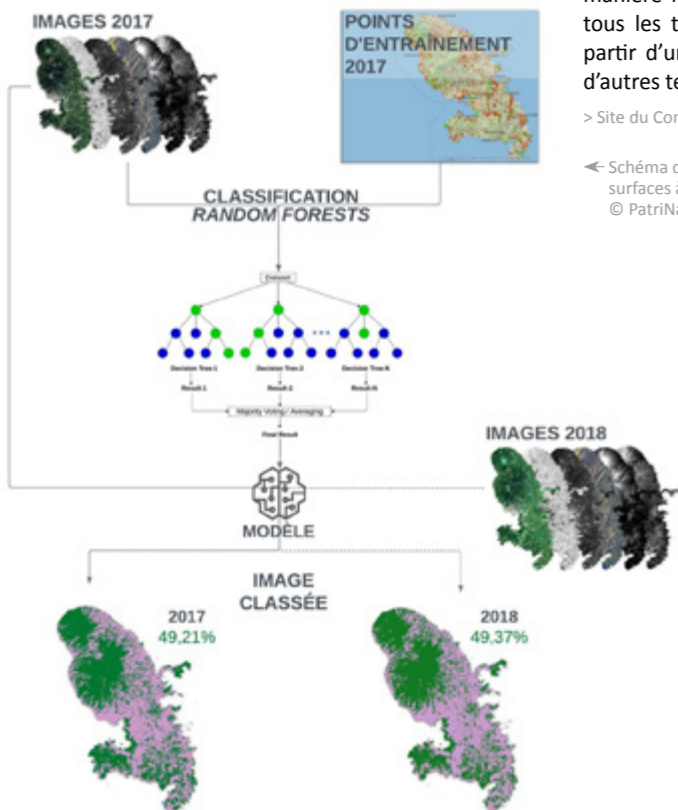 IMAGES 2017
POINTS
D'ENTRAÎNEMENT
2017
tous les t
partir d'un
d'autres te
> Site du Con
Schéma d
surfaces à
© PatriNa
CLASSIFICATION
RANDOM FORESTS
Dataset
Decision Tree-1
Decision Tree-2
Decision Tree-N
Result-1
Result-2
Result-N
Majority Voting / Averaging
Final Result
IMAGES 2018
MODÈLE
IMAGE
CLASSÉE
2017
49,21%
2018
49,37%